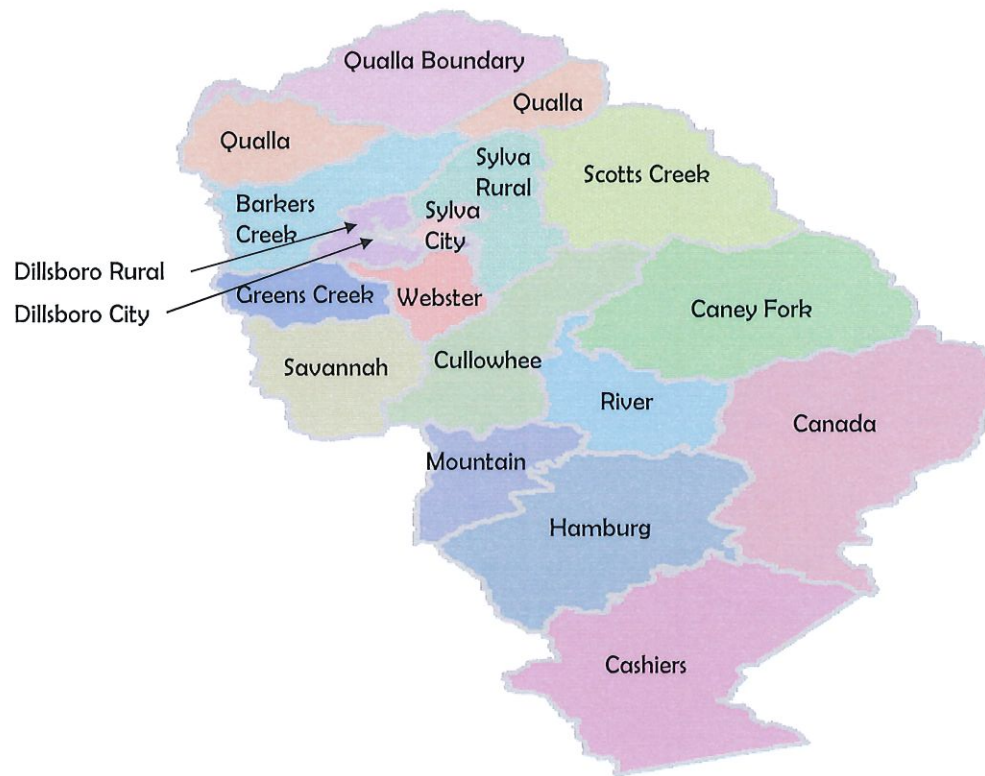 Qualla Boundary
Qualla
Qualla
Sylva
Rural
Scotts Creek
Barkers
Creek
Sylva
City
Dillsboro Rural
Dillsboro City
Greens Creek
Webster
Caney Fork
Savannah
Cullowhee
River
Canada
Mountain
Hamburg
Cashiers